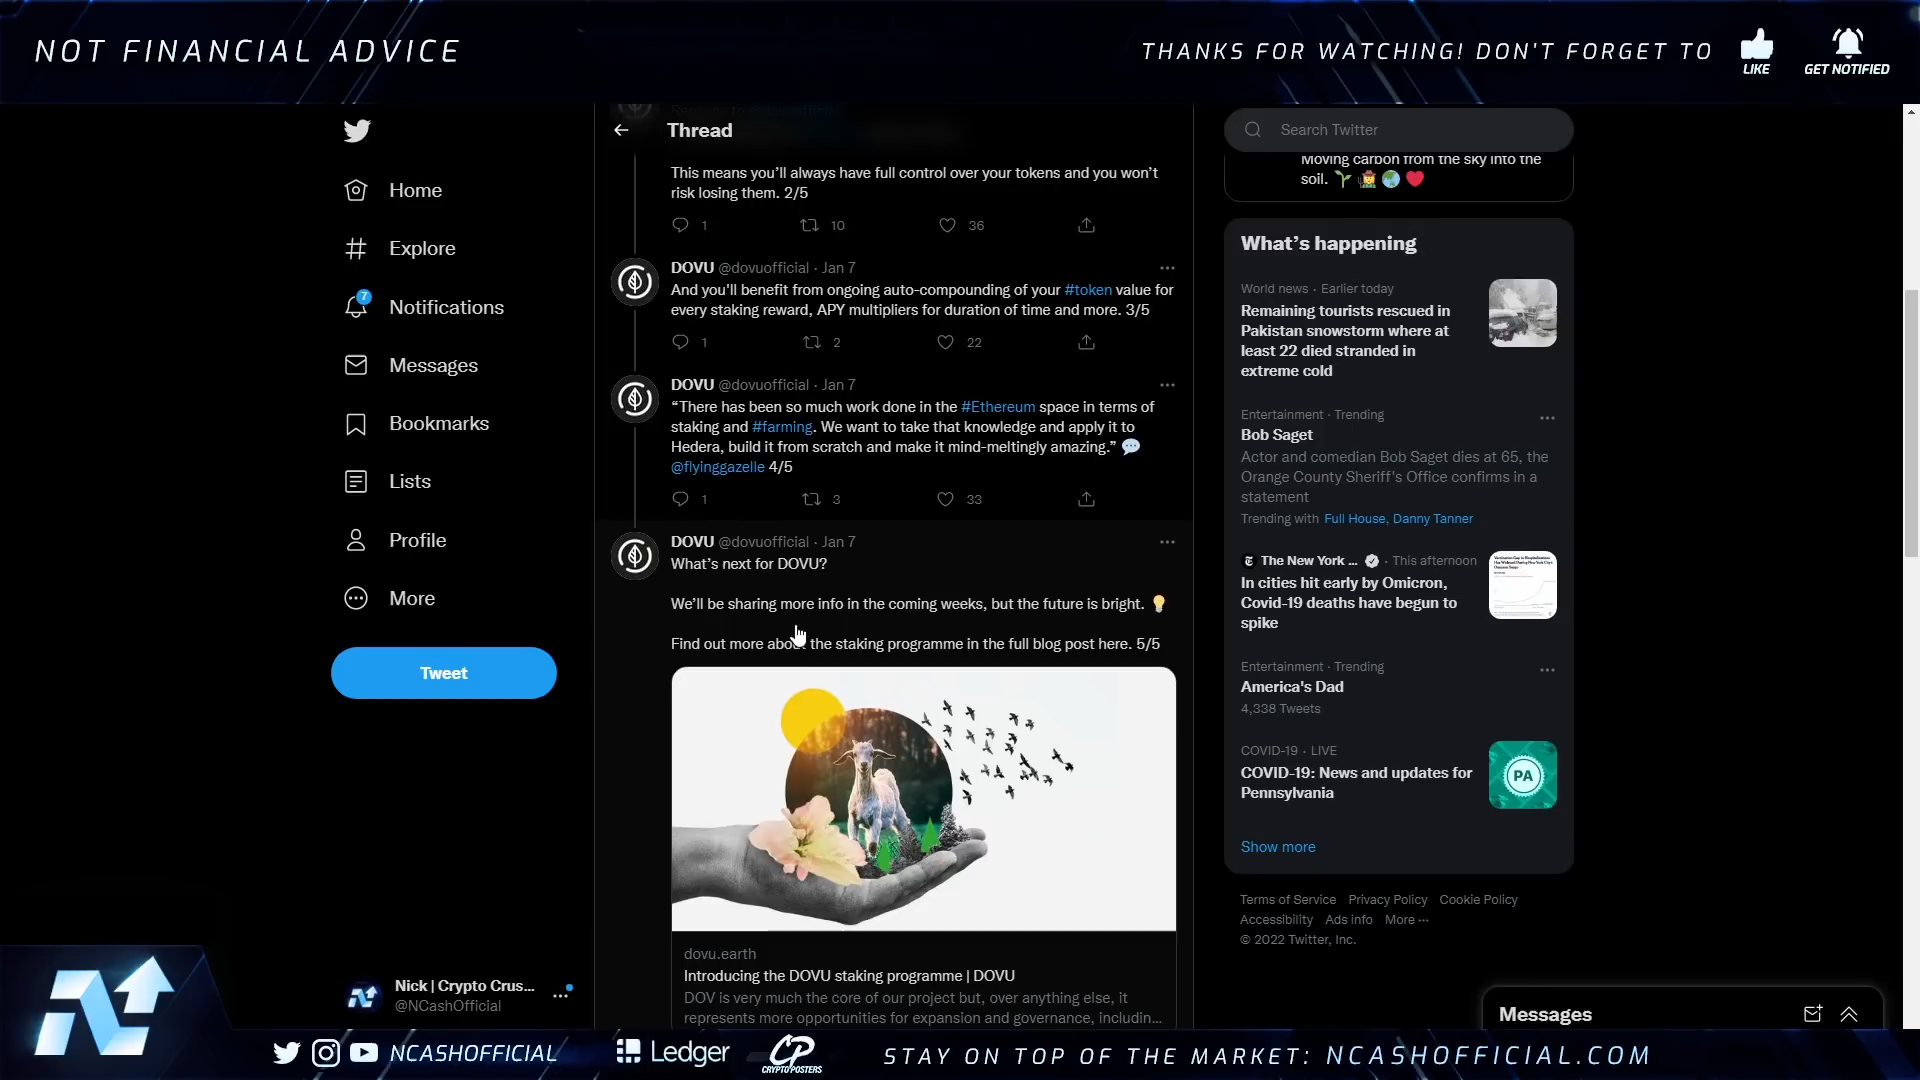 NOT FINANCIAL ADVICE
THANKS FOR WATCHING! DON'T FORGET TO
LIKE
GET NOTIFIED
Home
Explore
7
Notifications
Messages
Bookmarks
Lists
Profile
More
Tweet
Nick | Crypto Crus...
@NCashOfficial
Thread
This means you'll always have full control over your tokens and you won't
risk losing them. 2/5
1 10 36
DOVU @dovuofficial · Jan 7
And you'll benefit from ongoing auto-compounding of your #token value for
every staking reward, APY multipliers for duration of time and more. 3/5
1 2 22
DOVU @dovuofficial · Jan 7
“There has been so much work done in the #Ethereum space in terms of
staking and #farming. We want to take that knowledge and apply it to
Hedera, build it from scratch and make it mind-meltingly amazing.” 💬
@flyinggazelle 4/5
1 3 33
DOVU @dovuofficial · Jan 7
What's next for DOVU?
We'll be sharing more info in the coming weeks, but the future is bright. 💡
Find out more about the staking programme in the full blog post here. 5/5
dovu.earth
Introducing the DOVU staking programme | DOVU
DOV is very much the core of our project but, over anything else, it
represents more opportunities for expansion and governance, includin...
Search Twitter
Moving carbon from the sky into the
soil. 🌱 🧑‍🌾 🌍 ❤️
What's happening
World news · Earlier today
Remaining tourists rescued in
Pakistan snowstorm where at
least 22 died stranded in
extreme cold
Entertainment · Trending
Bob Saget
Actor and comedian Bob Saget dies at 65, the
Orange County Sheriff's Office confirms in a
statement
Trending with Full House, Danny Tanner
The New York ... · This afternoon
In cities hit early by Omicron,
Covid-19 deaths have begun to
spike
Entertainment · Trending
America's Dad
4,338 Tweets
COVID-19 · LIVE
COVID-19: News and updates for
Pennsylvania
PA
Show more
Terms of Service Privacy Policy Cookie Policy
Accessibility Ads info More ···
© 2022 Twitter, Inc.
Messages
NCASHOFFICIAL
Ledger
CP
CRYPTOPOSTERS
STAY ON TOP OF THE MARKET: NCASHOFFICIAL.COM